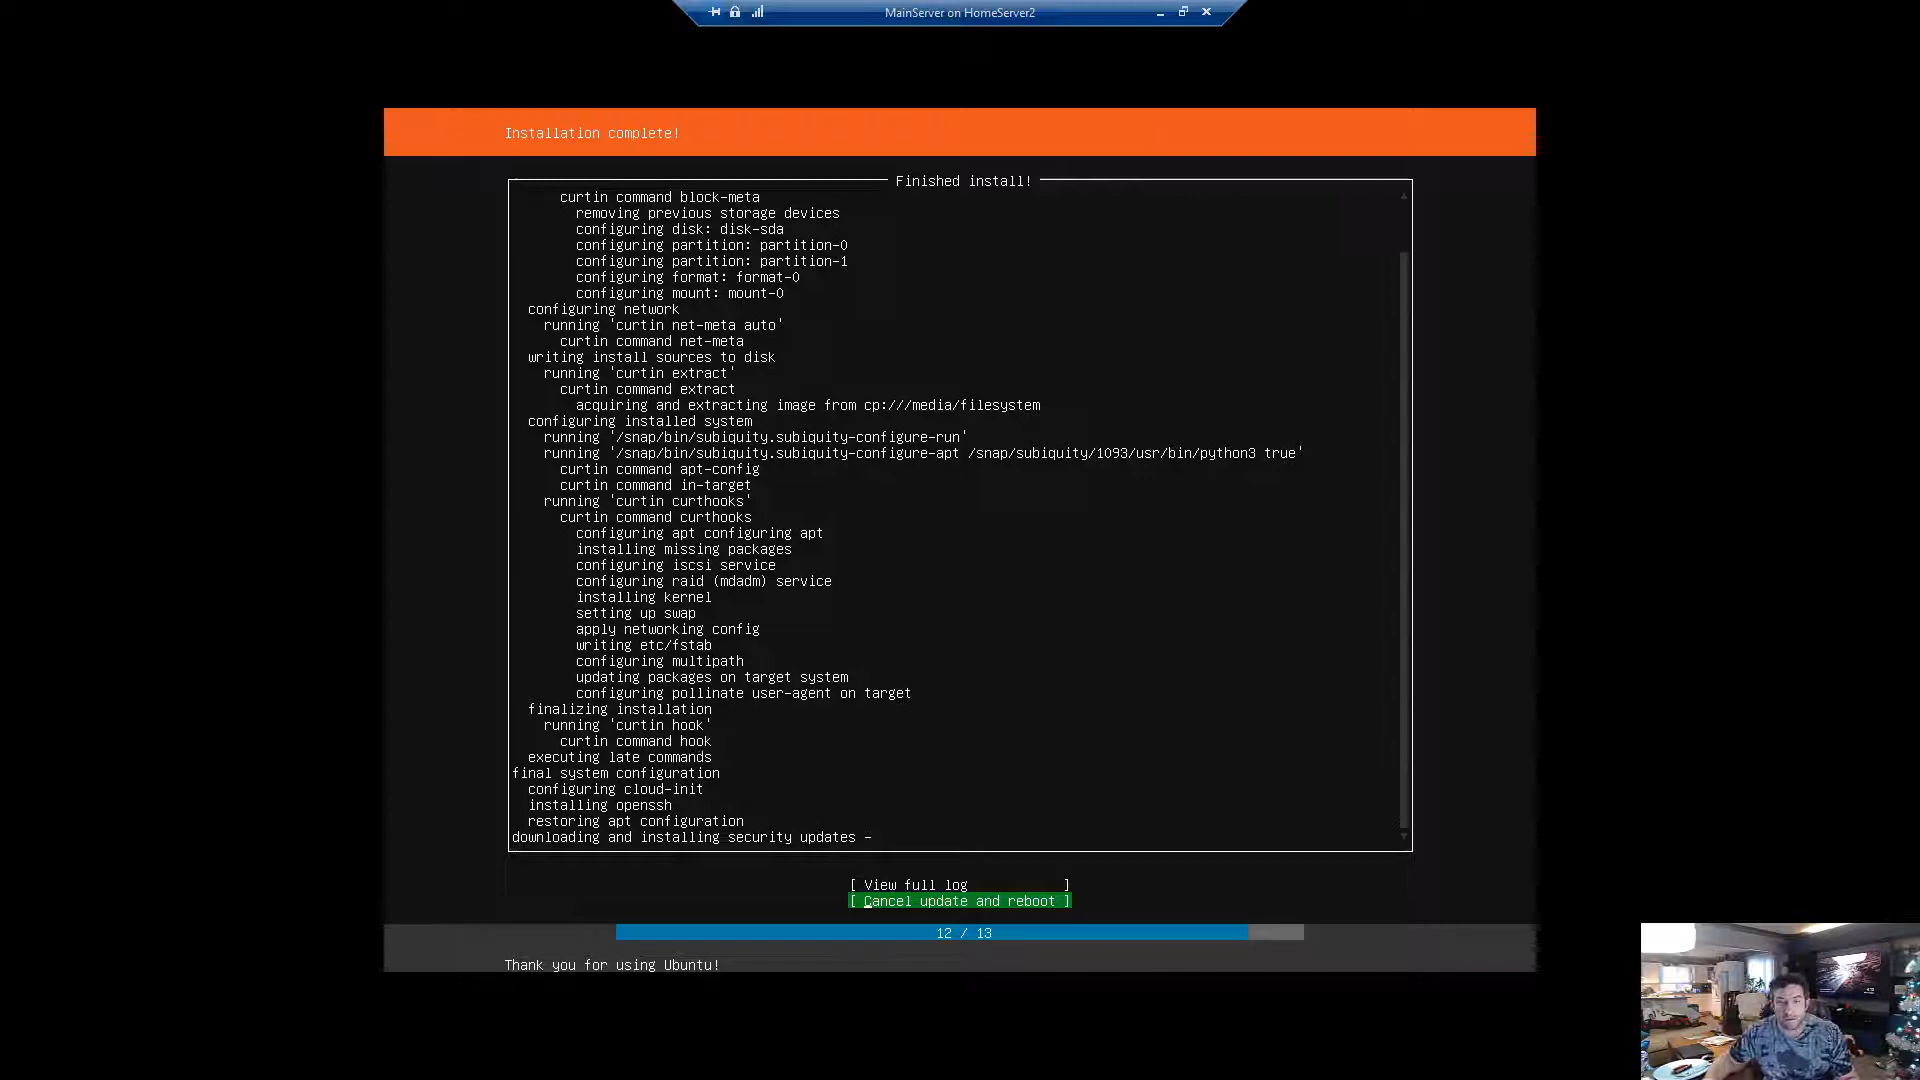 MainServer on HomeServer2
Installation complete!
Finished install!
curtin command block-meta
removing previous storage devices
configuring disk: disk-sda
configuring partition: partition-0
configuring partition: partition-1
configuring format: format-0
configuring mount: mount-0
configuring network
running 'curtin net-meta auto'
curtin command net-meta
writing install sources to disk
running 'curtin extract'
curtin command extract
acquiring and extracting image from cp:///media/filesystem
configuring installed system
running '/snap/bin/subiquity.subiquity-configure-run'
running '/snap/bin/subiquity.subiquity-configure-apt /snap/subiquity/1093/usr/bin/python3 true'
curtin command apt-config
curtin command in-target
running 'curtin curthooks'
curtin command curthooks
configuring apt configuring apt
installing missing packages
configuring iscsi service
configuring raid (mdadm) service
installing kernel
setting up swap
apply networking config
writing etc/fstab
configuring multipath
updating packages on target system
configuring pollinate user-agent on target
finalizing installation
running 'curtin hook'
curtin command hook
executing late commands
final system configuration
configuring cloud-init
installing openssh
restoring apt configuration
downloading and installing security updates -
[ View full log ]
[ Cancel update and reboot ]
12 / 13
Thank you for using Ubuntu!